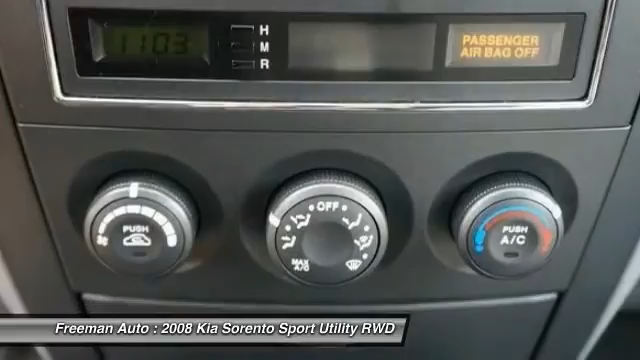 1103
H
M
R
PASSENGER
AIR BAG OFF
OFF
PUSH
PUSH
A/C
MAX
A/C
Freeman Auto : 2008 Kia Sorento Sport Utility RWD